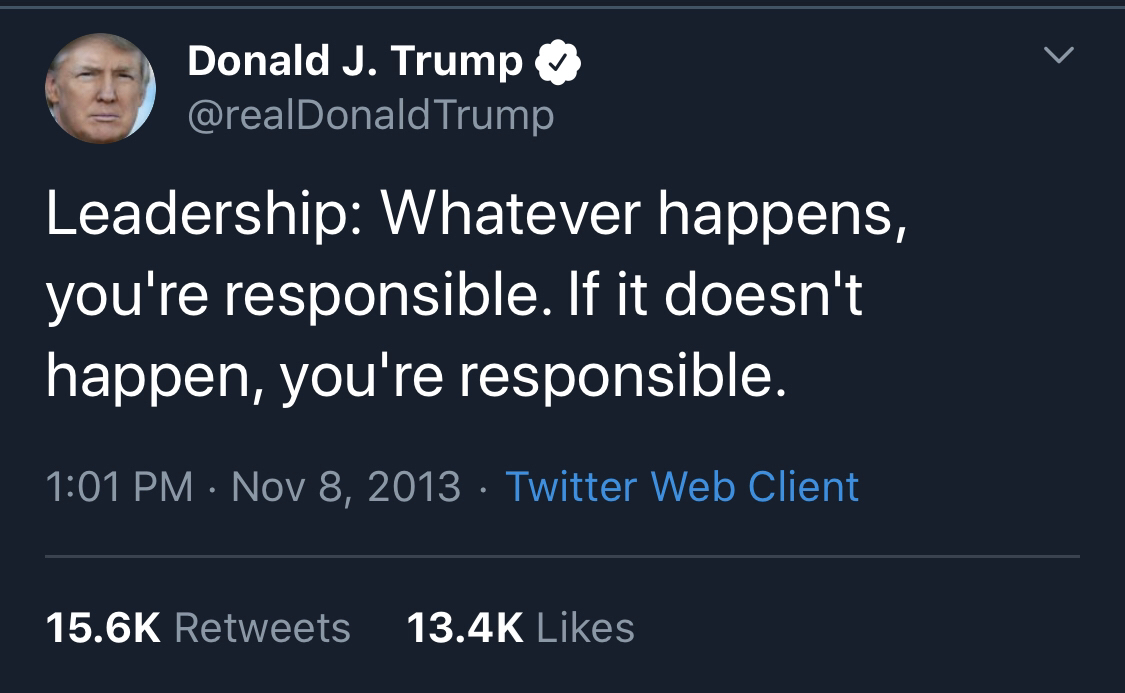 Donald J. Trump
@realDonaldTrump
Leadership: Whatever happens,
you're responsible. If it doesn't
happen, you're responsible.
1:01 PM · Nov 8, 2013 · Twitter Web Client
15.6K Retweets 13.4K Likes